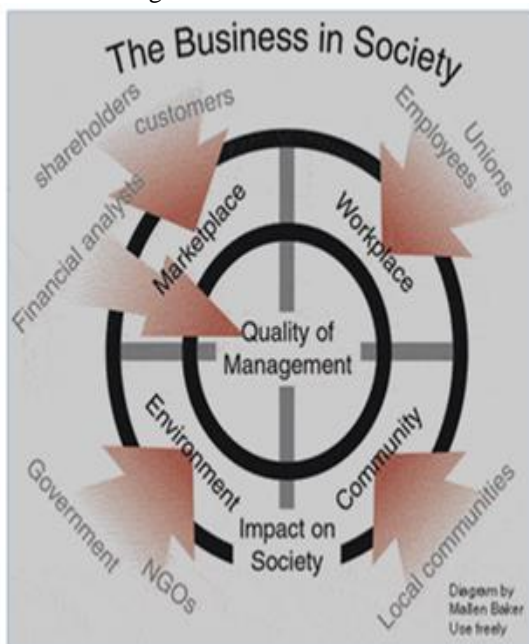 The Business in Society
shareholders
customers
Employees
Unions
Financial analysts
Marketplace
Workplace
Quality of
Management
Environment
Community
Impact on
Society
Government
NGOs
Local communities
Diagram by
Mallen Baker
Use freely